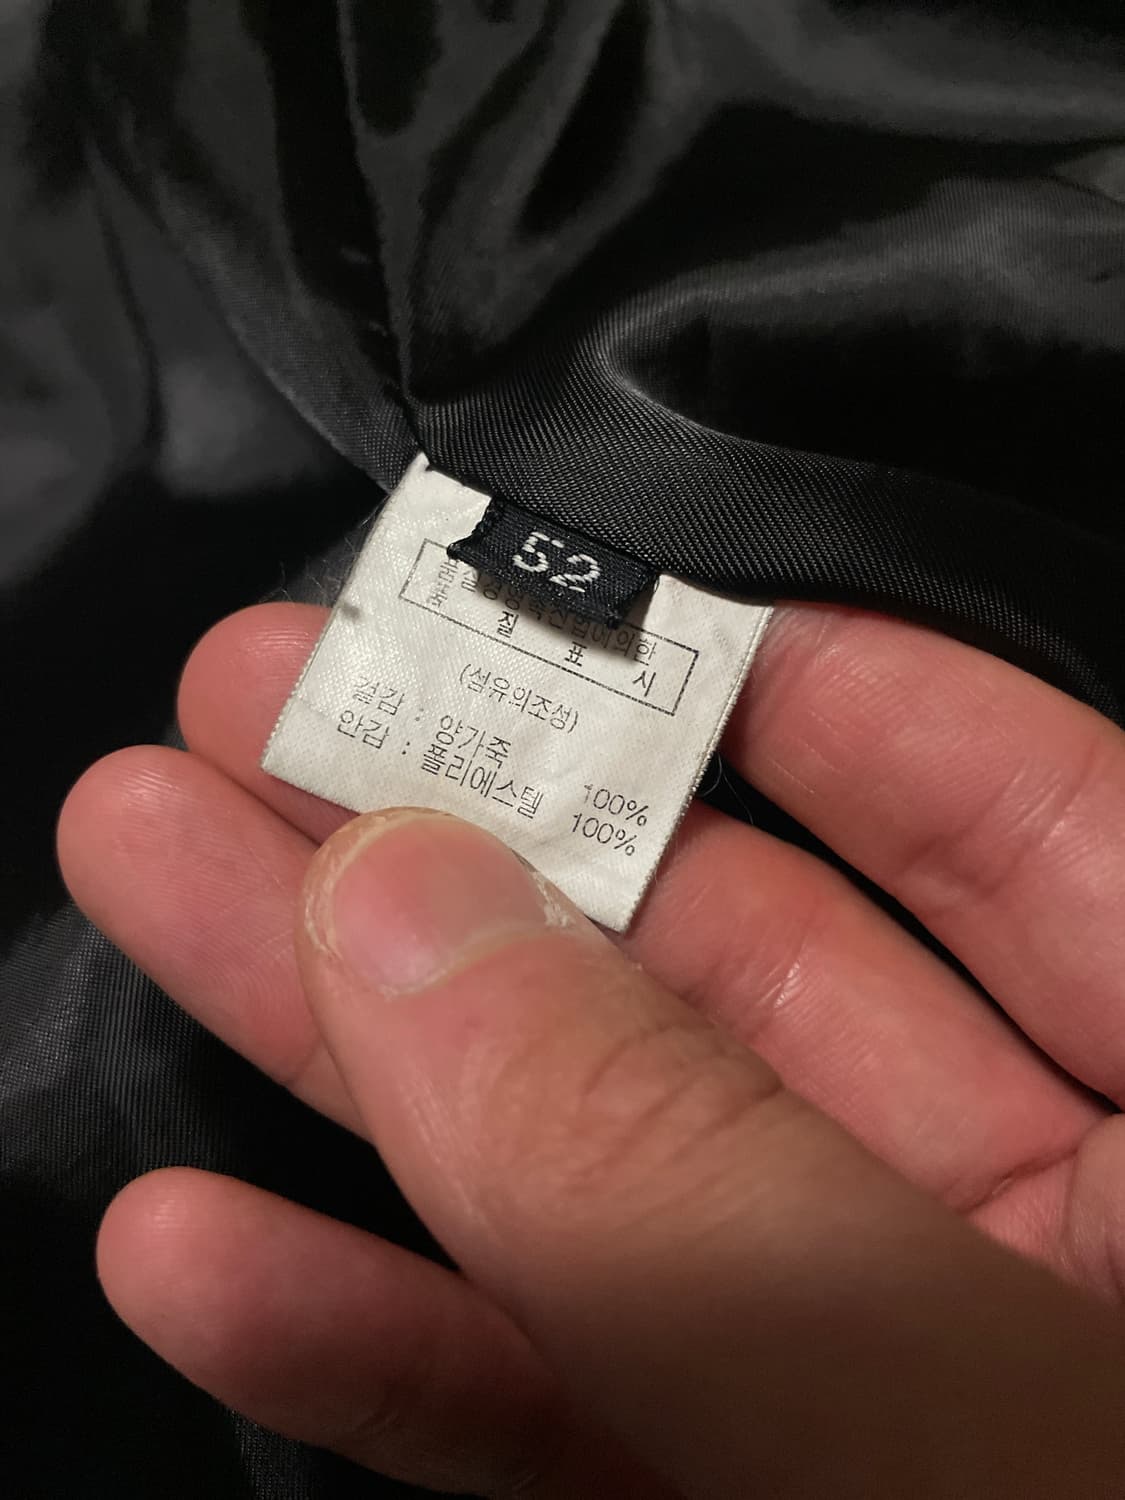 52
질 표 시
(섬유의조성)
겉감 : 양가죽 100%
안감 : 폴리에스텔 100%